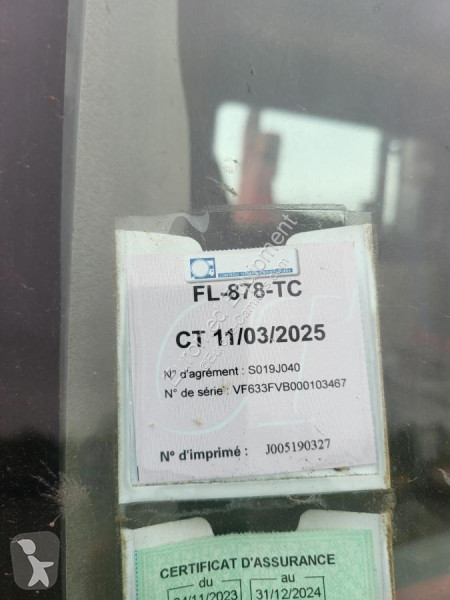 FL-878-TC
CT 11/03/2025
N° d'agrément : S019J040
N° de série : VF633FVB000103467
N° d'imprimé : J005190327
CERTIFICAT D'ASSURANCE
du au
/11/2023 31/12/2024